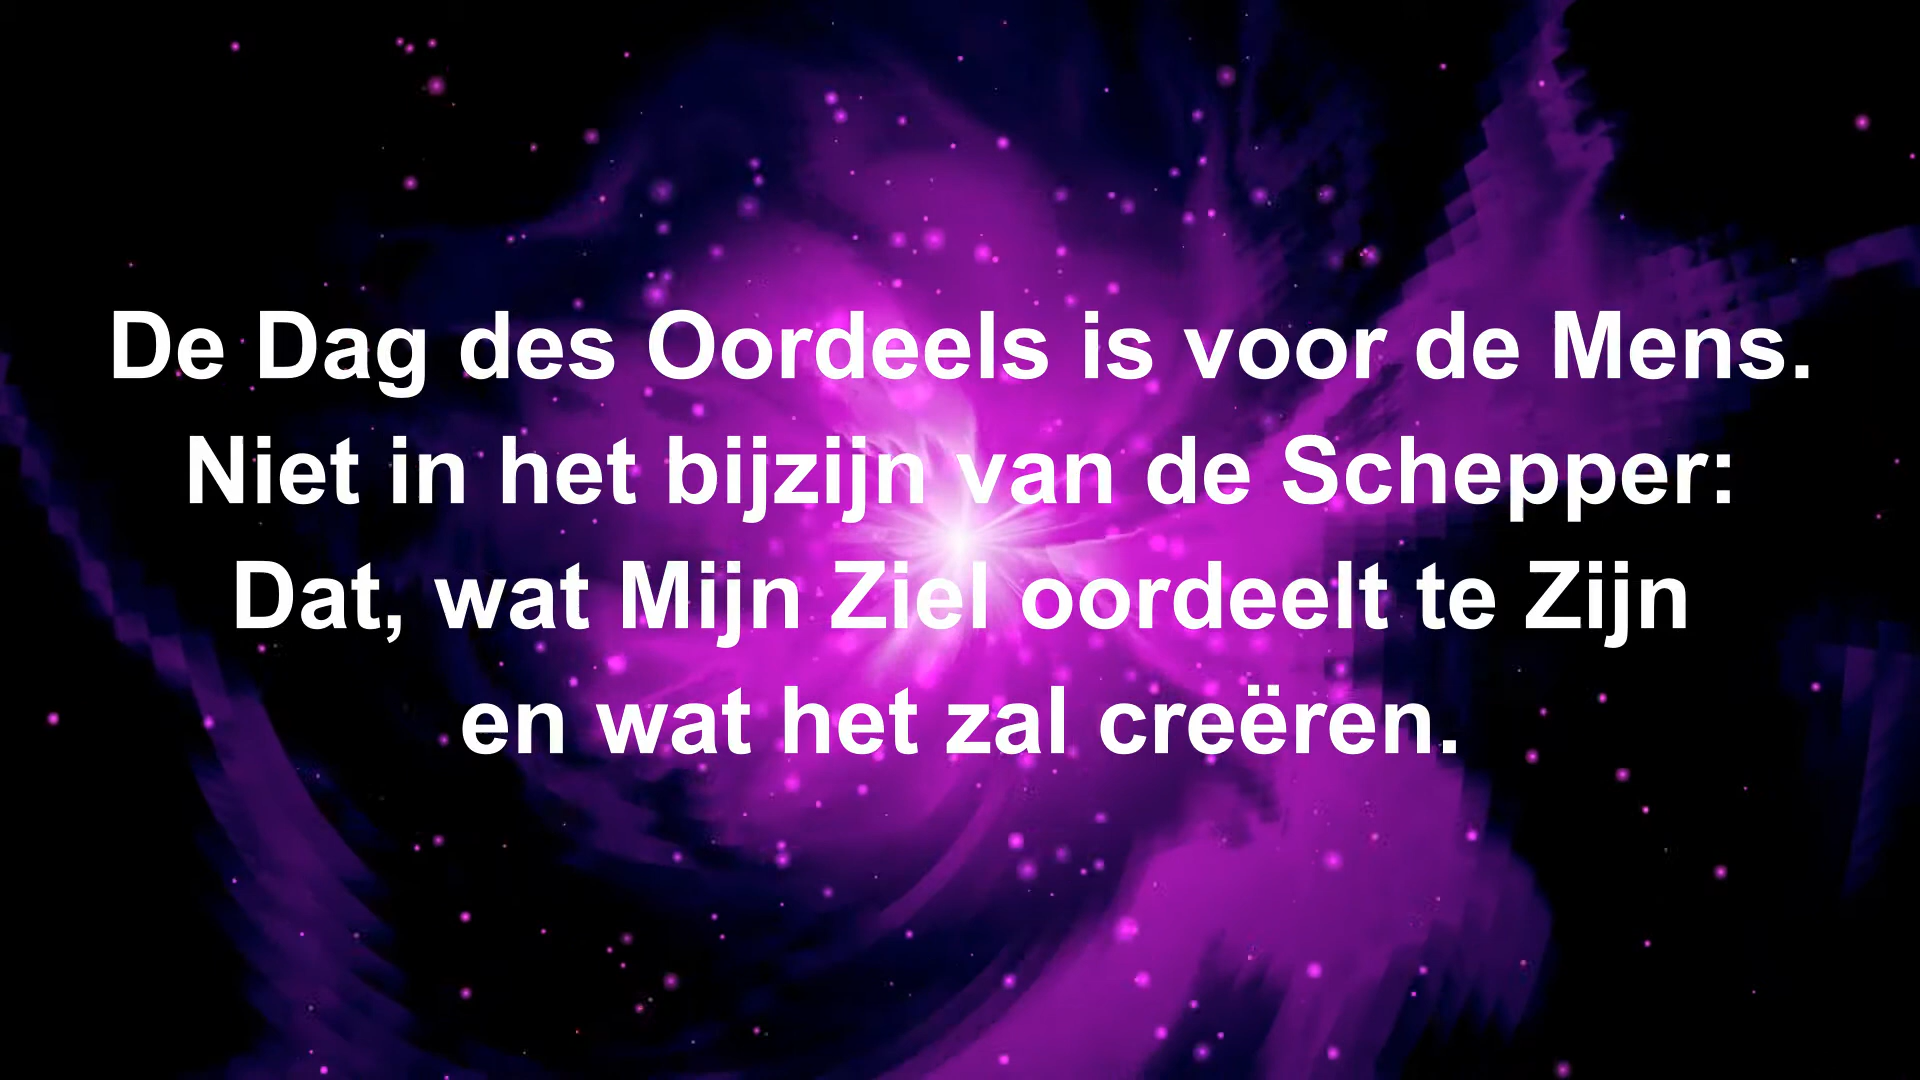 De Dag des Oordeels is voor de Mens.
Niet in het bijzijn van de Schepper:
Dat, wat Mijn Ziel oordeelt te Zijn
en wat het zal creëren.